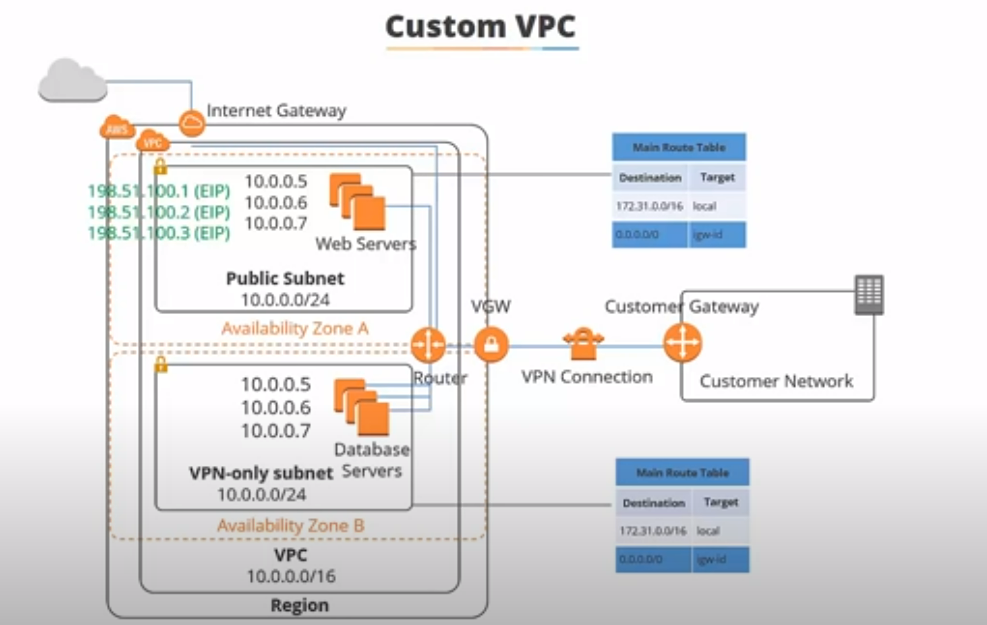 Custom VPC
Internet Gateway
AWS
VPC
198.51.100.1 (EIP)
198.51.100.2 (EIP)
198.51.100.3 (EIP)
10.0.0.5
10.0.0.6
10.0.0.7
Web Servers
Public Subnet
10.0.0.0/24
Availability Zone A
Main Route Table
Destination Target
172.31.0.0/16 local
0.0.0.0/0 igw-id
VGW
Customer Gateway
Router
VPN Connection
Customer Network
10.0.0.5
10.0.0.6
10.0.0.7
Database
Servers
VPN-only subnet
10.0.0.0/24
Availability Zone B
VPC
10.0.0.0/16
Region
Main Route Table
Destination Target
172.31.0.0/16 local
0.0.0.0/0 igw-id